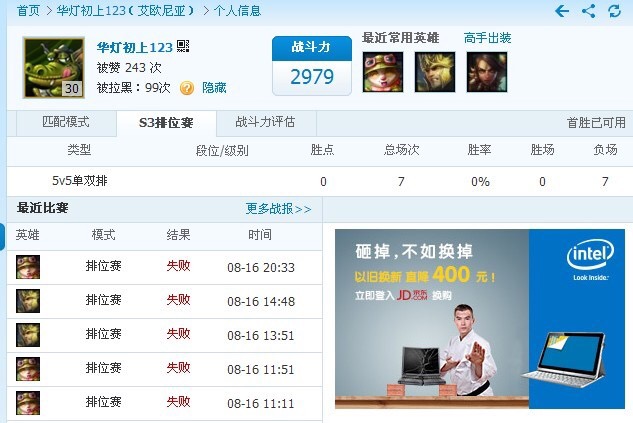 首页 > 华灯初上123（艾欧尼亚） > 个人信息
华灯初上123
被赞 243 次
被拉黑：99次 ? 隐藏
30
战斗力
2979
最近常用英雄 高手出装
匹配模式 S3排位赛 战斗力评估 首胜已可用
类型 段位/级别 胜点 总场次 胜率 胜场 负场
5v5单双排 0 7 0% 0 7
最近比赛 更多战报>>
英雄 模式 结果 时间
排位赛 失败 08-16 20:33
排位赛 失败 08-16 14:48
排位赛 失败 08-16 13:51
排位赛 失败 08-16 11:51
排位赛 失败 08-16 11:11
砸掉，不如换掉
以旧换新 直降 400 元！
立即登入 JD 京东 换购
intel
Look Inside.